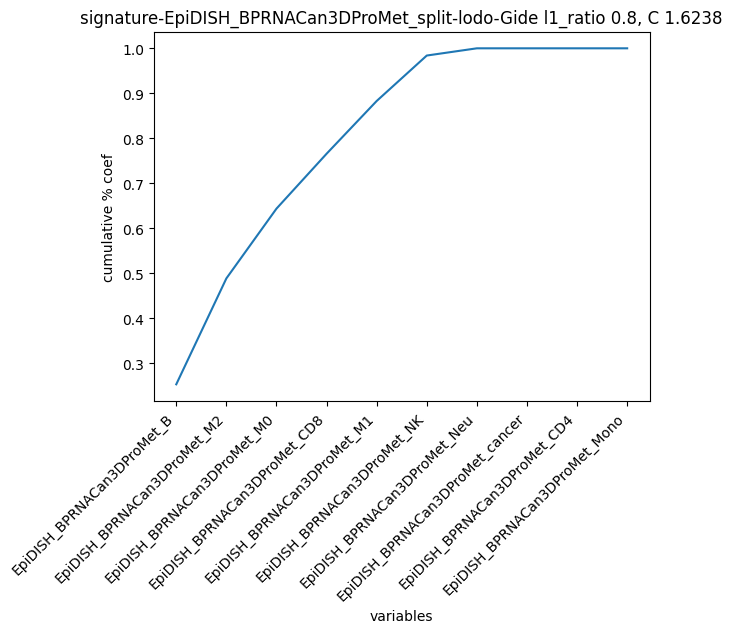 signature-EpiDISH_BPRNACan3DProMet_split-lodo-Gide l1_ratio 0.8, C 1.6238
1.0
0.9
0.8
0.7
0.6
0.5
0.4
0.3
cumulative % coef
EpiDISH_BPRNACan3DProMet_B
EpiDISH_BPRNACan3DProMet_M2
EpiDISH_BPRNACan3DProMet_M0
EpiDISH_BPRNACan3DProMet_CD8
EpiDISH_BPRNACan3DProMet_M1
EpiDISH_BPRNACan3DProMet_NK
EpiDISH_BPRNACan3DProMet_Neu
EpiDISH_BPRNACan3DProMet_cancer
EpiDISH_BPRNACan3DProMet_CD4
EpiDISH_BPRNACan3DProMet_Mono
variables